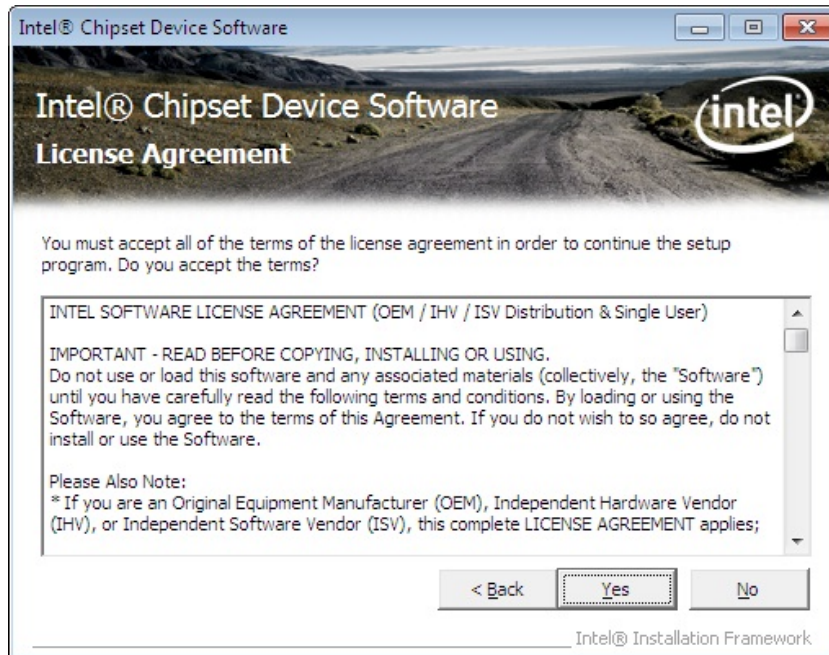 Intel® Chipset Device Software
Intel® Chipset Device Software
intel
License Agreement
You must accept all of the terms of the license agreement in order to continue the setup
program. Do you accept the terms?
INTEL SOFTWARE LICENSE AGREEMENT (OEM / IHV / ISV Distribution & Single User)
IMPORTANT - READ BEFORE COPYING, INSTALLING OR USING.
Do not use or load this software and any associated materials (collectively, the "Software")
until you have carefully read the following terms and conditions. By loading or using the
Software, you agree to the terms of this Agreement. If you do not wish to so agree, do not
install or use the Software.
Please Also Note:
* If you are an Original Equipment Manufacturer (OEM), Independent Hardware Vendor
(IHV), or Independent Software Vendor (ISV), this complete LICENSE AGREEMENT applies;
< Back Yes No
Intel® Installation Framework